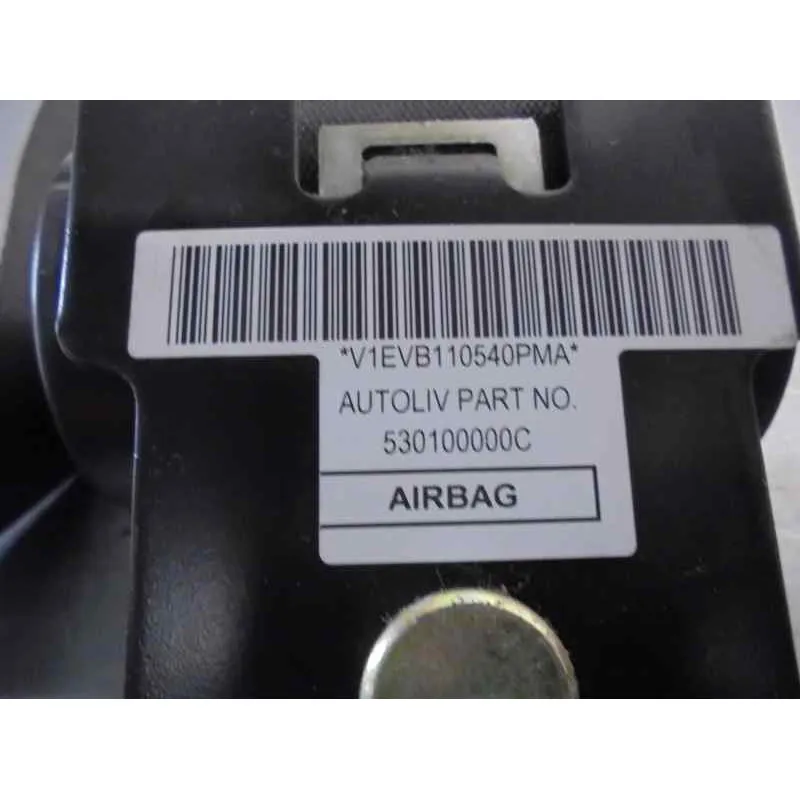 *V1EVB110540PMA*
AUTOLIV PART NO.
530100000C
AIRBAG